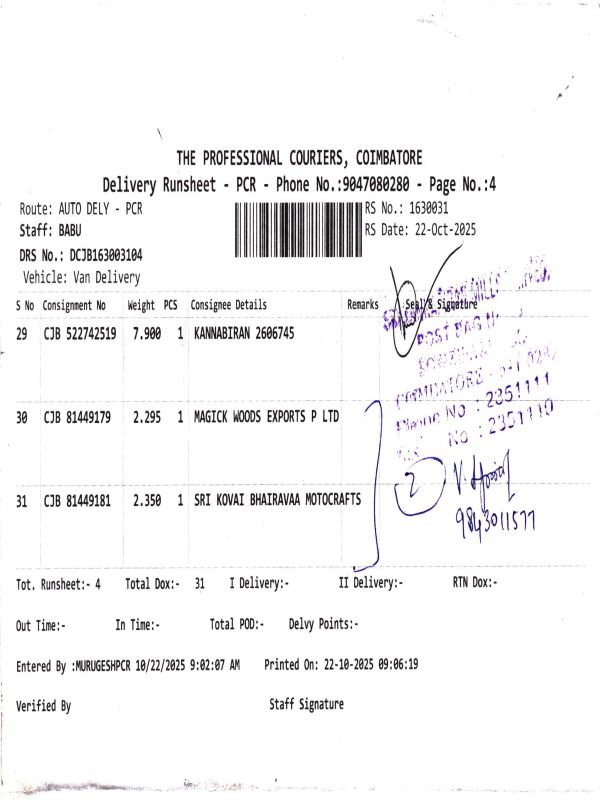 THE PROFESSIONAL COURIERS, COIMBATORE
Delivery Runsheet - PCR - Phone No.:9047080280 - Page No.:4
Route: AUTO DELY - PCR RS No.: 1630031
Staff: BABU RS Date: 22-Oct-2025
DRS No.: DCJB163003104
Vehicle: Van Delivery
S No Consignment No Weight PCS Consignee Details Remarks Seal & Signature
29 CJB 522742519 7.900 1 KANNABIRAN 2606745
POST BAG
COIMBATORE
Phone No : 2351111
No : 2351110
30 CJB 81449179 2.295 1 MAGICK WOODS EXPORTS P LTD
2
31 CJB 81449181 2.350 1 SRI KOVAI BHAIRAVAA MOTOCRAFTS
9843011577
Tot. Runsheet:- 4 Total Dox:- 31 I Delivery:- II Delivery:- RTN Dox:-
Out Time:- In Time:- Total POD:- Delvy Points:-
Entered By :MURUGESHPCR 10/22/2025 9:02:07 AM Printed On: 22-10-2025 09:06:19
Verified By Staff Signature